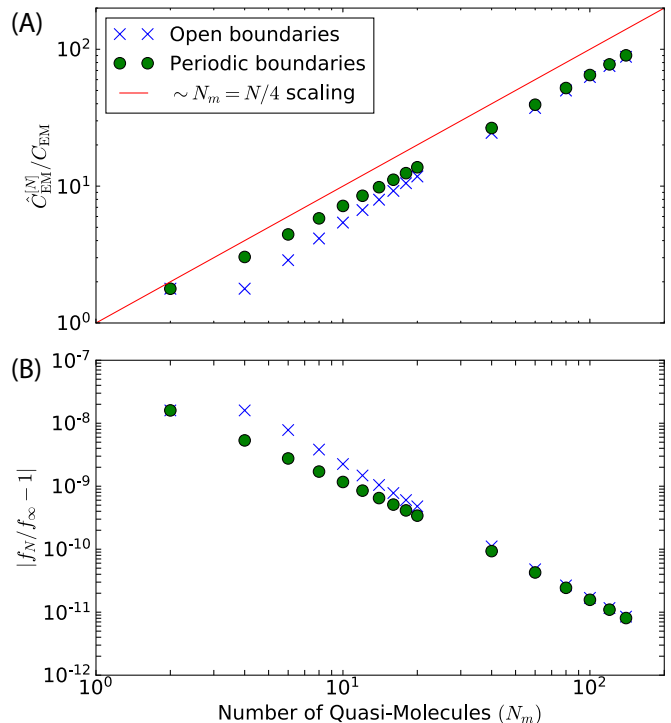 (A)
10^2
10^1
10^0
Ĉ_EM^[N]/C_EM
Open boundaries
Periodic boundaries
∼ N_m = N/4 scaling
(B)
10^-7
10^-8
10^-9
10^-10
10^-11
10^-12
|f_N/f_∞ − 1|
10^0
10^1
10^2
Number of Quasi-Molecules (N_m)